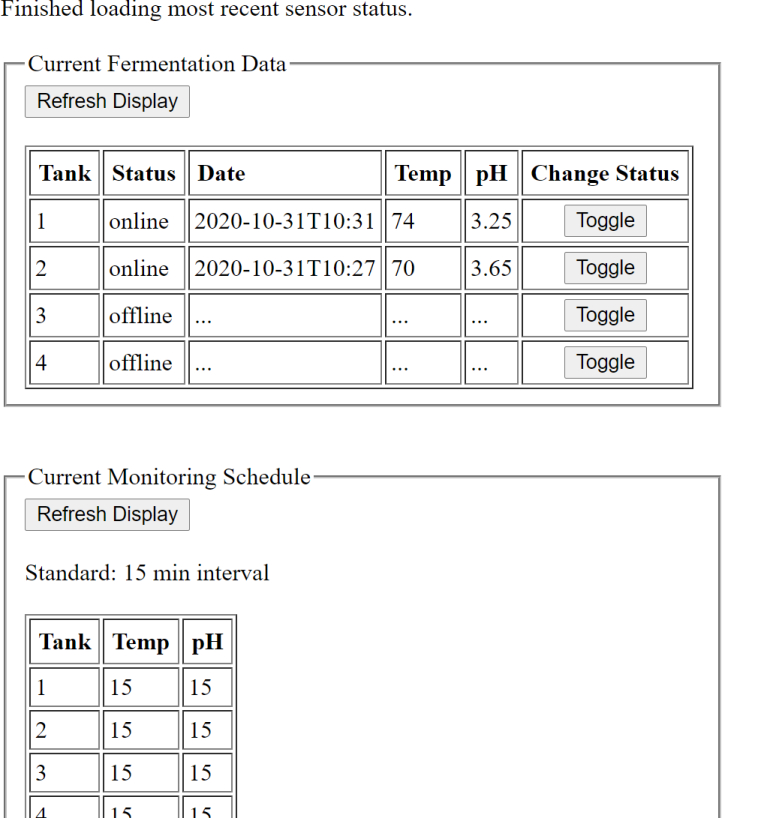 Finished loading most recent sensor status.
Current Fermentation Data
Refresh Display
Tank Status Date Temp pH Change Status
1 online 2020-10-31T10:31 74 3.25 Toggle
2 online 2020-10-31T10:27 70 3.65 Toggle
3 offline ... ... ... Toggle
4 offline ... ... ... Toggle
Current Monitoring Schedule
Refresh Display
Standard: 15 min interval
Tank Temp pH
1 15 15
2 15 15
3 15 15
4 15 15